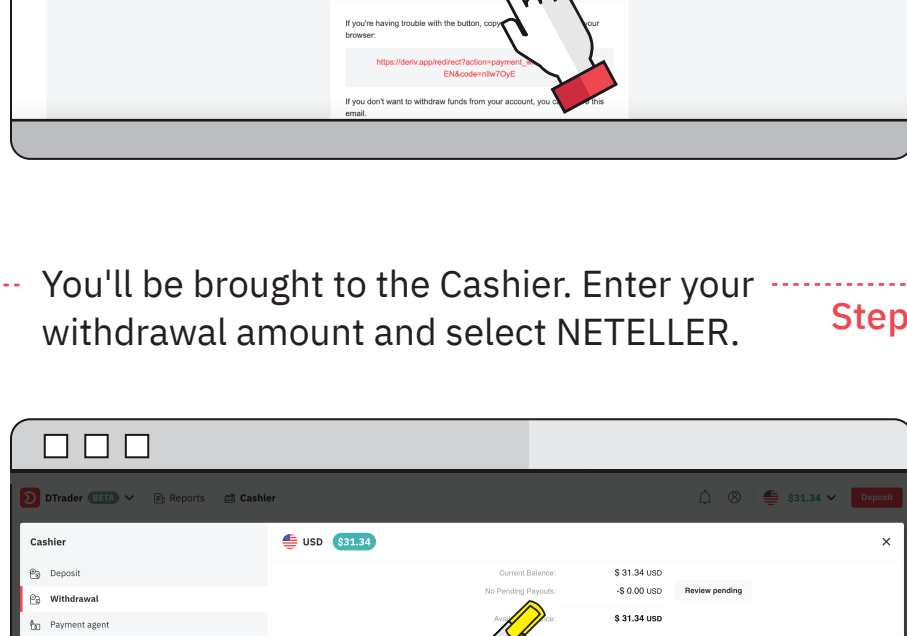 If you're having trouble with the button, copy your
browser:
https://deriv.app/redirect?action=payment_w
EN&code=nllw7OyE
If you don't want to withdraw funds from your account, you this
email.
You'll be brought to the Cashier. Enter your
withdrawal amount and select NETELLER.
Step
DTrader BETA Reports Cashier $31.34 Deposit
Cashier USD $31.34
Deposit Current Balance: $ 31.34 USD
No Pending Payouts: -$ 0.00 USD Review pending
Withdrawal
$ 31.34 USD
Payment agent